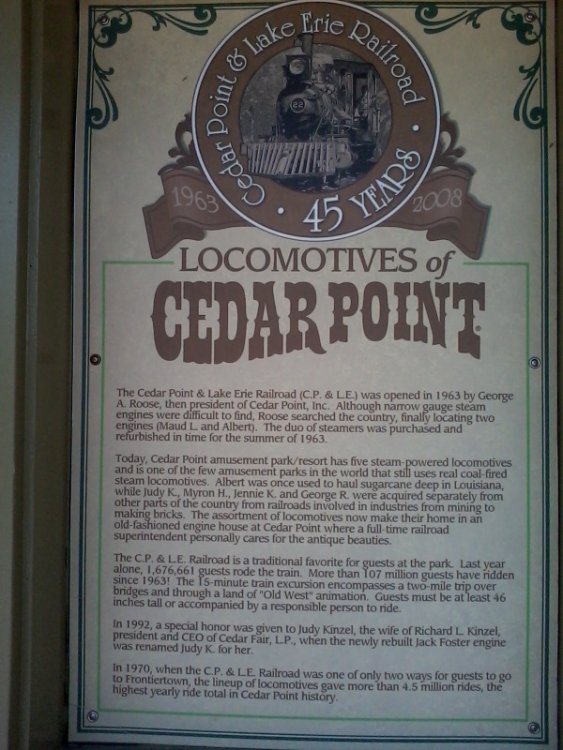 Cedar Point & Lake Erie Railroad
22
1963
· 45 YEARS ·
2008
LOCOMOTIVES of
CEDAR POINT
The Cedar Point & Lake Erie Railroad (C.P. & L.E.) was opened in 1963 by George
A. Roose, then president of Cedar Point, Inc. Although narrow gauge steam
engines were difficult to find, Roose searched the country, finally locating two
engines (Maud L. and Albert). The duo of steamers was purchased and
refurbished in time for the summer of 1963.
Today, Cedar Point amusement park/resort has five steam-powered locomotives
and is one of the few amusement parks in the world that still uses real coal-fired
steam locomotives. Albert was once used to haul sugarcane deep in Louisiana,
while Judy K., Myron H., Jennie K. and George R. were acquired separately from
other parts of the country from railroads involved in industries from mining to
making bricks. The assortment of locomotives now make their home in an
old-fashioned engine house at Cedar Point where a full-time railroad
superintendent personally cares for the antique beauties.
The C.P. & L.E. Railroad is a traditional favorite for guests at the park. Last year
alone, 1,676,661 guests rode the train. More than 107 million guests have ridden
since 1963! The 15-minute train excursion encompasses a two-mile trip over
bridges and through a land of "Old West" animation. Guests must be at least 46
inches tall or accompanied by a responsible person to ride.
In 1992, a special honor was given to Judy Kinzel, the wife of Richard L. Kinzel,
president and CEO of Cedar Fair, L.P., when the newly rebuilt Jack Foster engine
was renamed Judy K. for her.
In 1970, when the C.P. & L.E. Railroad was one of only two ways for guests to go
to Frontiertown, the lineup of locomotives gave more than 4.5 million rides, the
highest yearly ride total in Cedar Point history.